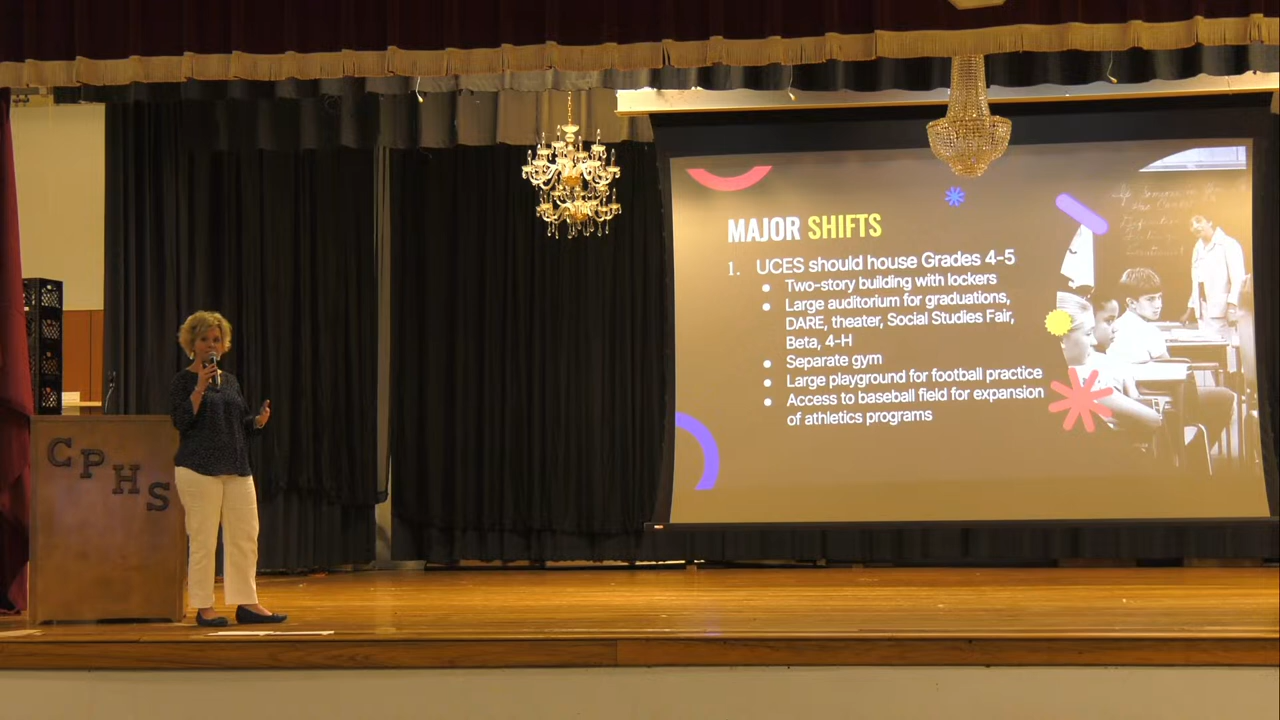 MAJOR SHIFTS
1. UCES should house Grades 4-5
● Two-story building with lockers
● Large auditorium for graduations,
DARE, theater, Social Studies Fair,
Beta, 4-H
● Separate gym
● Large playground for football practice
● Access to baseball field for expansion
of athletics programs
CPHS